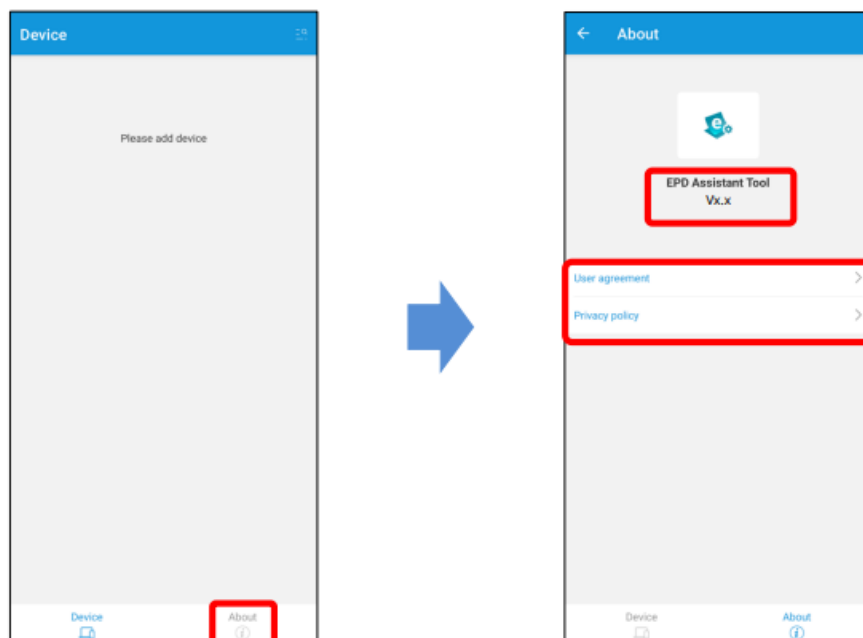 Device
Please add device
Device
About
About
EPD Assistant Tool
Vx.x
User agreement
Privacy policy
Device
About